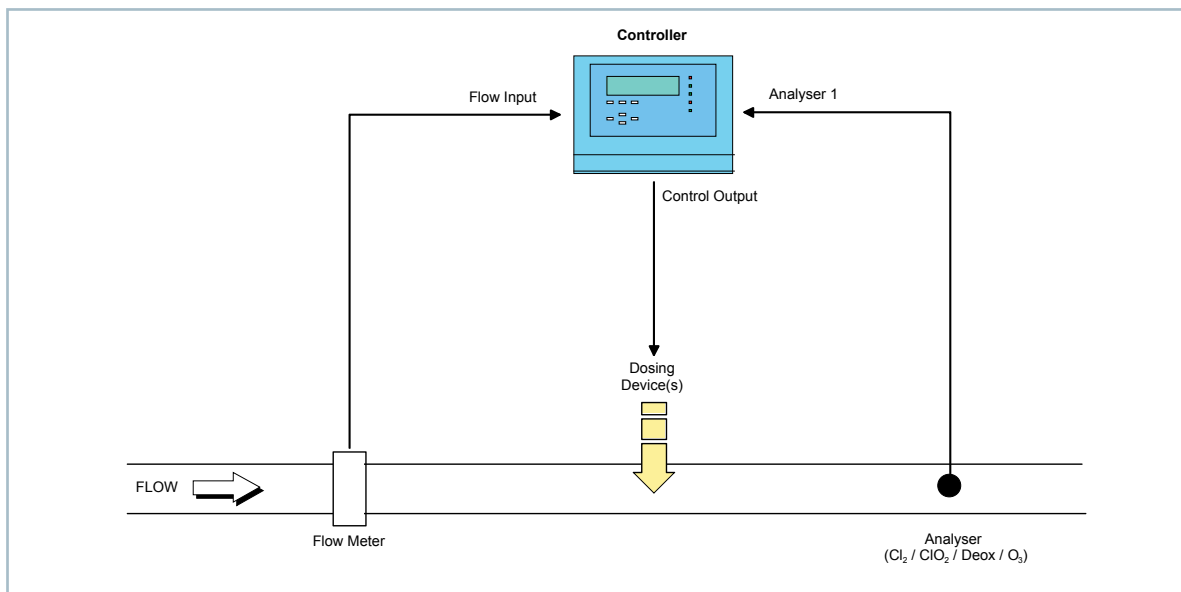 Controller
Flow Input
Analyser 1
Control Output
Dosing
Device(s)
FLOW
Flow Meter
Analyser
(Cl₂ / ClO₂ / Deox / O₃)